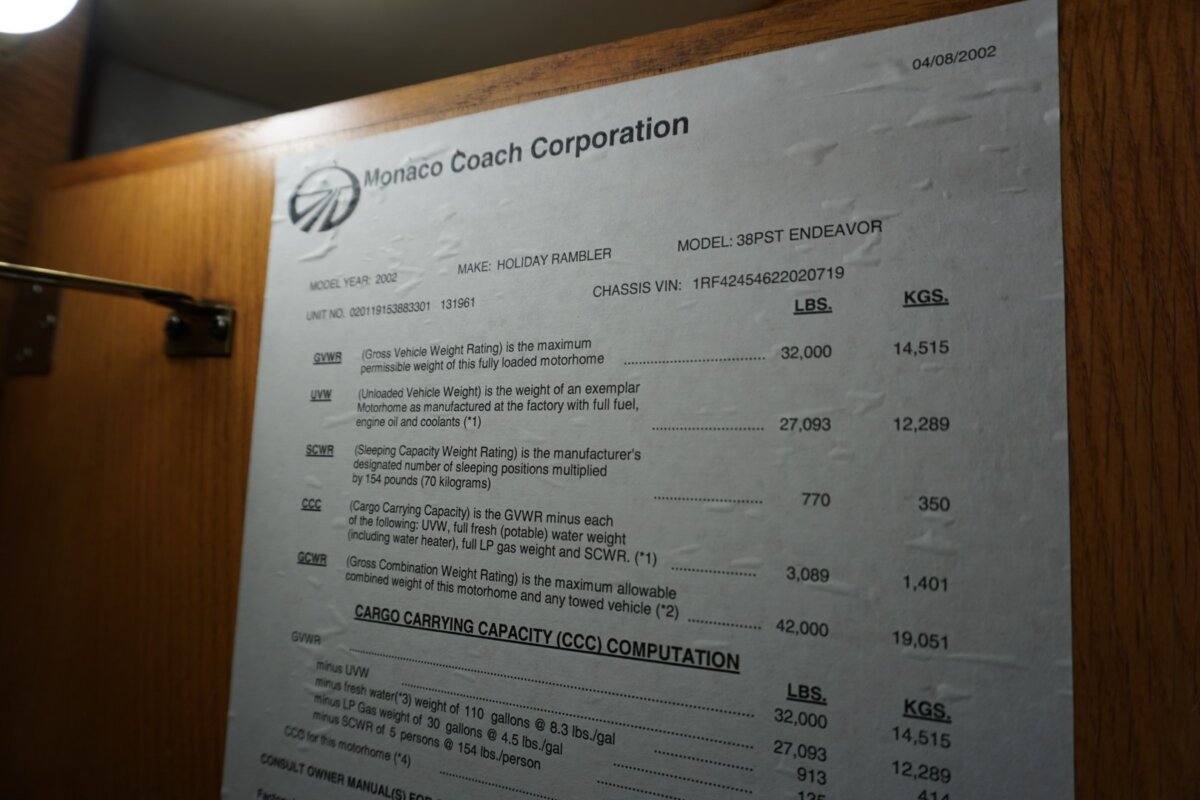 04/08/2002
Monaco Coach Corporation
MODEL YEAR: 2002 MAKE: HOLIDAY RAMBLER MODEL: 38PST ENDEAVOR
UNIT NO. 020119153883301 131961 CHASSIS VIN: 1RF42454622020719
LBS. KGS.
GVWR (Gross Vehicle Weight Rating) is the maximum
permissible weight of this fully loaded motorhome 32,000 14,515
UVW (Unloaded Vehicle Weight) is the weight of an exemplar
Motorhome as manufactured at the factory with full fuel,
engine oil and coolants (*1) 27,093 12,289
SCWR (Sleeping Capacity Weight Rating) is the manufacturer's
designated number of sleeping positions multiplied
by 154 pounds (70 kilograms) 770 350
CCC (Cargo Carrying Capacity) is the GVWR minus each
of the following: UVW, full fresh (potable) water weight
(including water heater), full LP gas weight and SCWR. (*1) 3,089 1,401
GCWR (Gross Combination Weight Rating) is the maximum allowable
combined weight of this motorhome and any towed vehicle (*2) 42,000 19,051
CARGO CARRYING CAPACITY (CCC) COMPUTATION
LBS. KGS.
GVWR 32,000 14,515
minus UVW 27,093 12,289
minus fresh water(*3) weight of 110 gallons @ 8.3 lbs./gal 913 414
minus LP Gas weight of 30 gallons @ 4.5 lbs./gal 135
minus SCWR of 5 persons @ 154 lbs./person
CCC for this motorhome (*4)
CONSULT OWNER MANUAL(S) FOR